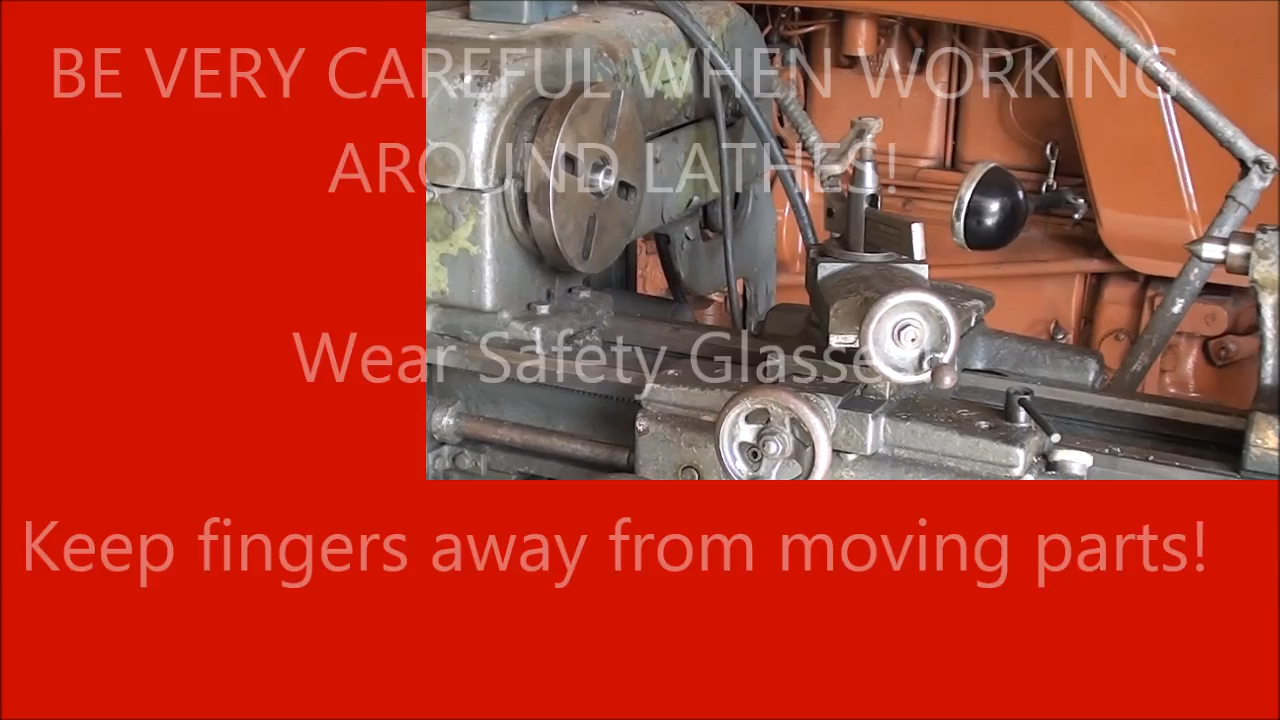 BE VERY CAREFUL WHEN WORKING
AROUND LATHES!
Wear Safety Glasses!
Keep fingers away from moving parts!